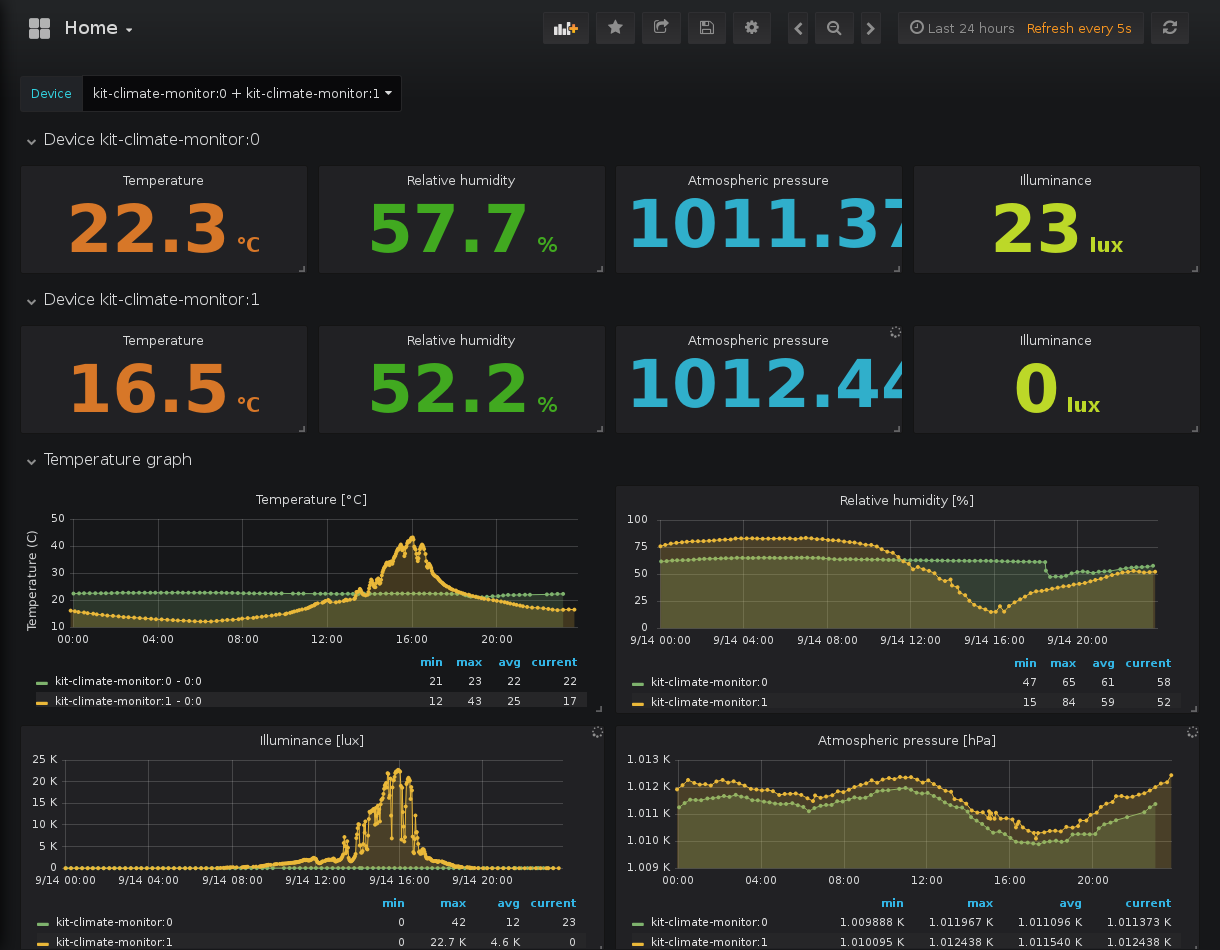 Home
Last 24 hours Refresh every 5s
Device kit-climate-monitor:0 + kit-climate-monitor:1
Device kit-climate-monitor:0
Temperature Relative humidity Atmospheric pressure Illuminance
22.3 °C 57.7 % 1011.37 23 lux
Device kit-climate-monitor:1
Temperature Relative humidity Atmospheric pressure Illuminance
16.5 °C 52.2 % 1012.44 0 lux
Temperature graph
Temperature [°C]
Temperature (C)
50
40
30
20
10
00:00 04:00 08:00 12:00 16:00 20:00
min max avg current
kit-climate-monitor:0 - 0:0 21 23 22 22
kit-climate-monitor:1 - 0:0 12 43 25 17
Relative humidity [%]
100
75
50
25
0
9/14 00:00 9/14 04:00 9/14 08:00 9/14 12:00 9/14 16:00 9/14 20:00
min max avg current
kit-climate-monitor:0 47 65 61 58
kit-climate-monitor:1 15 84 59 52
Illuminance [lux]
25 K
20 K
15 K
10 K
5 K
0
9/14 00:00 9/14 04:00 9/14 08:00 9/14 12:00 9/14 16:00 9/14 20:00
min max avg current
kit-climate-monitor:0 0 42 12 23
kit-climate-monitor:1 0 22.7 K 4.6 K 0
Atmospheric pressure [hPa]
1.013 K
1.012 K
1.011 K
1.010 K
1.009 K
00:00 04:00 08:00 12:00 16:00 20:00
min max avg current
kit-climate-monitor:0 1.009888 K 1.011967 K 1.011096 K 1.011373 K
kit-climate-monitor:1 1.010095 K 1.012438 K 1.011540 K 1.012438 K